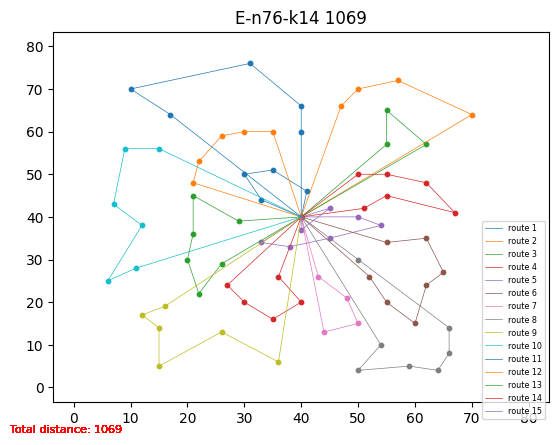 E-n76-k14 1069
80
70
60
50
40
30
20
10
0
0 10 20 30 40 50 60 70 80
route 1
route 2
route 3
route 4
route 5
route 6
route 7
route 8
route 9
route 10
route 11
route 12
route 13
route 14
route 15
Total distance: 1069